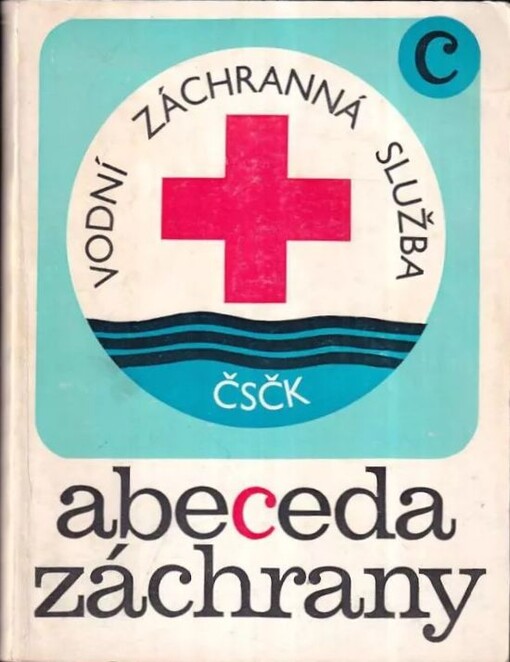 C
VODNÍ ZÁCHRANNÁ SLUŽBA
ČSČK
abeceda
záchrany